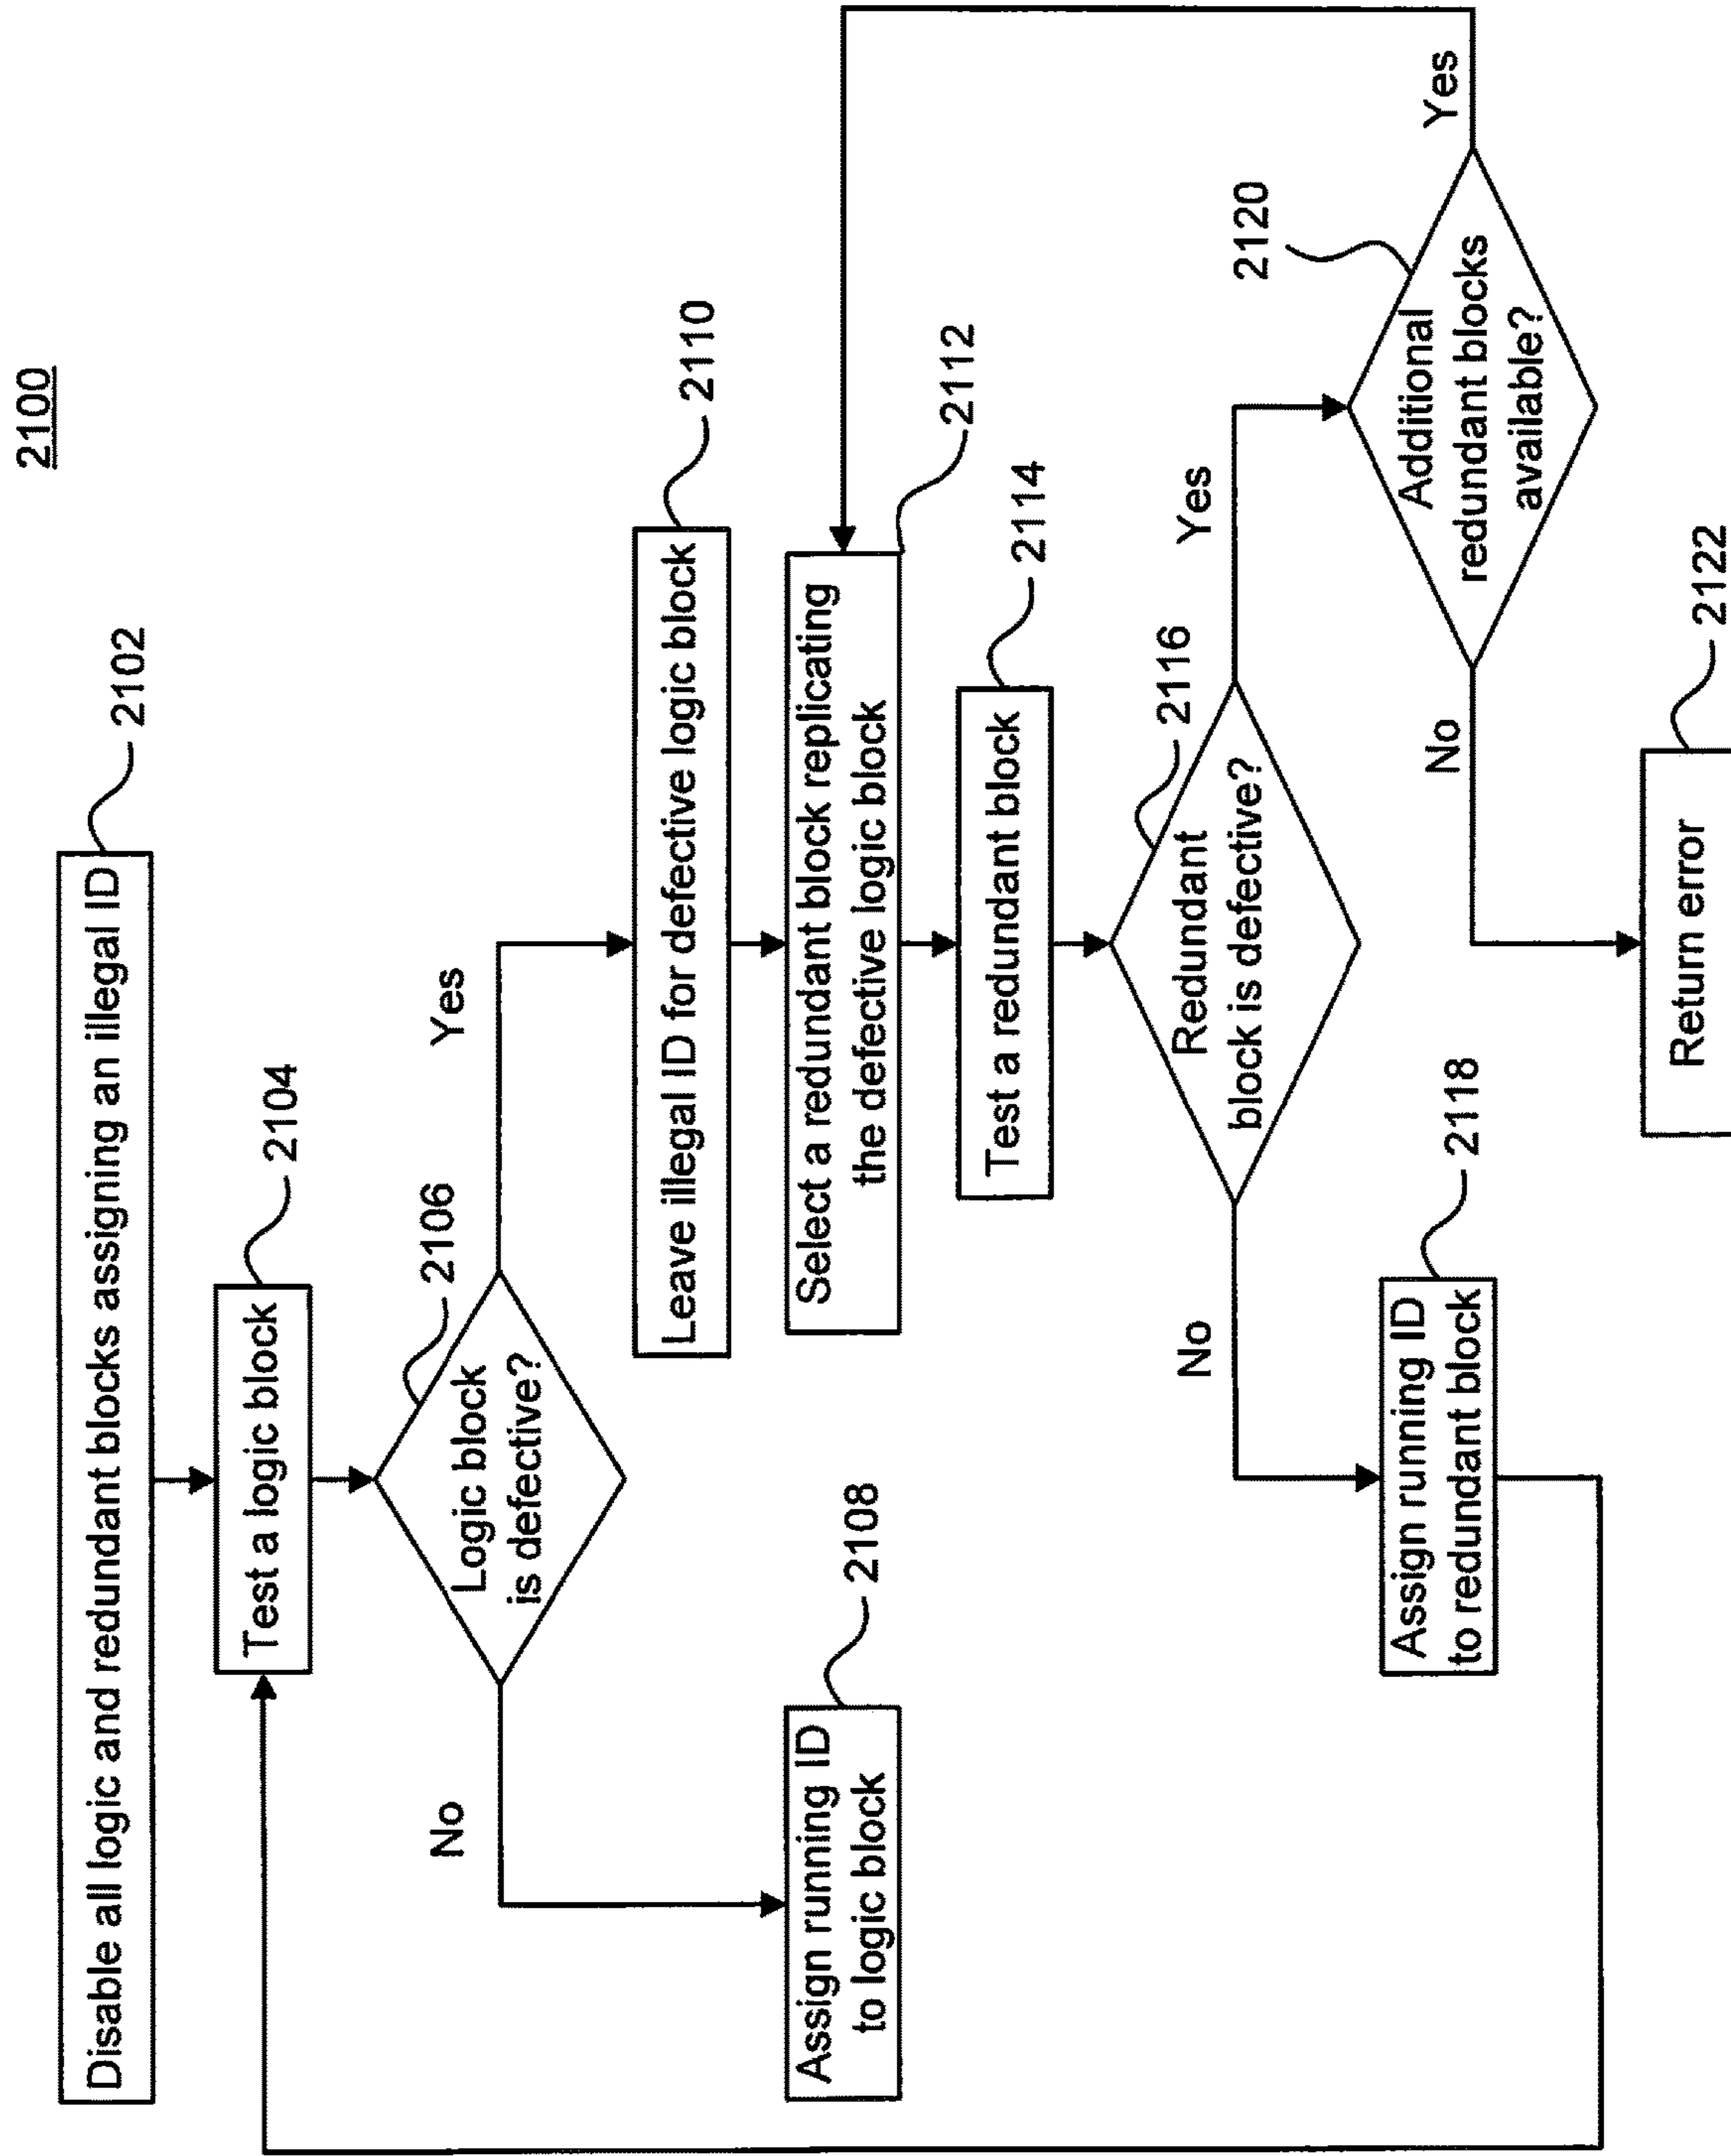 2100
Disable all logic and redundant blocks assigning an illegal ID
2102
Test a logic block
2104
Logic block
is defective?
2106
No
Yes
Assign running ID
to logic block
2108
Leave illegal ID for defective logic block
2110
Select a redundant block replicating
the defective logic block
2112
Test a redundant block
2114
Redundant
block is defective?
2116
No
Yes
Assign running ID
to redundant block
2118
Additional
redundant blocks
available?
2120
No
Yes
Return error
2122